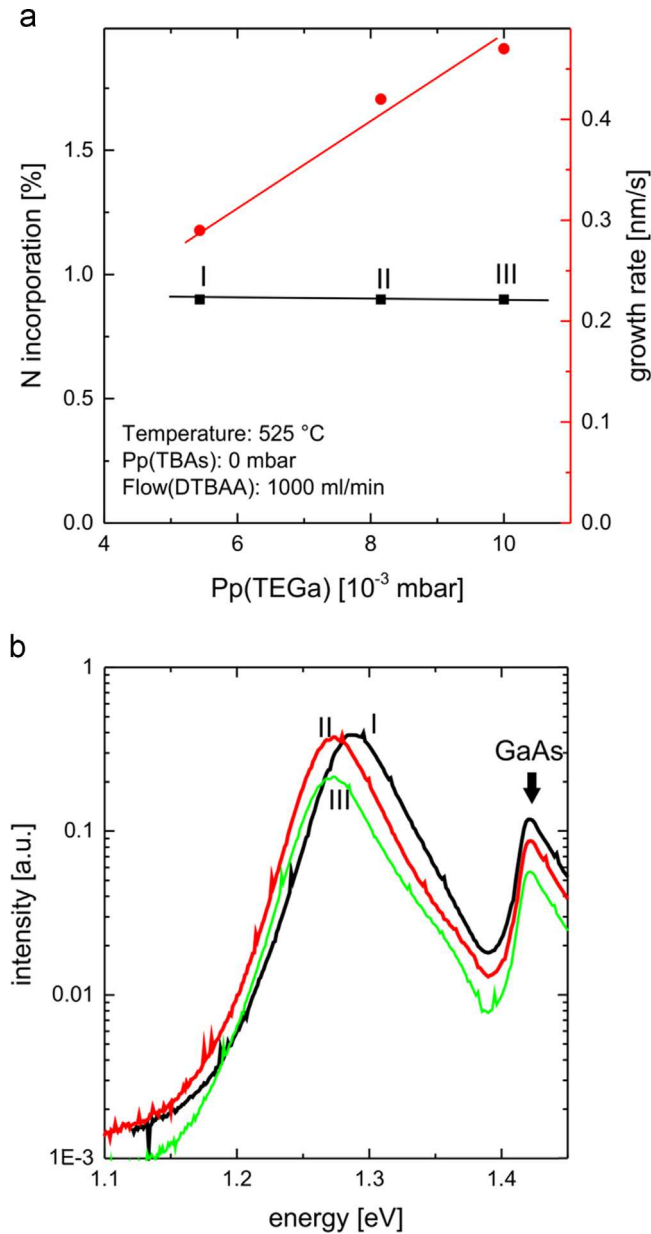 a
N incorporation [%]
1.5
1.0
0.5
0.0
I
II
III
Temperature: 525 °C
Pp(TBAs): 0 mbar
Flow(DTBAA): 1000 ml/min
0.4
0.3
0.2
0.1
0.0
growth rate [nm/s]
4
6
8
10
Pp(TEGa) [10⁻³ mbar]
b
intensity [a.u.]
1
0.1
0.01
1E-3
II
I
III
GaAs
1.1
1.2
1.3
1.4
energy [eV]